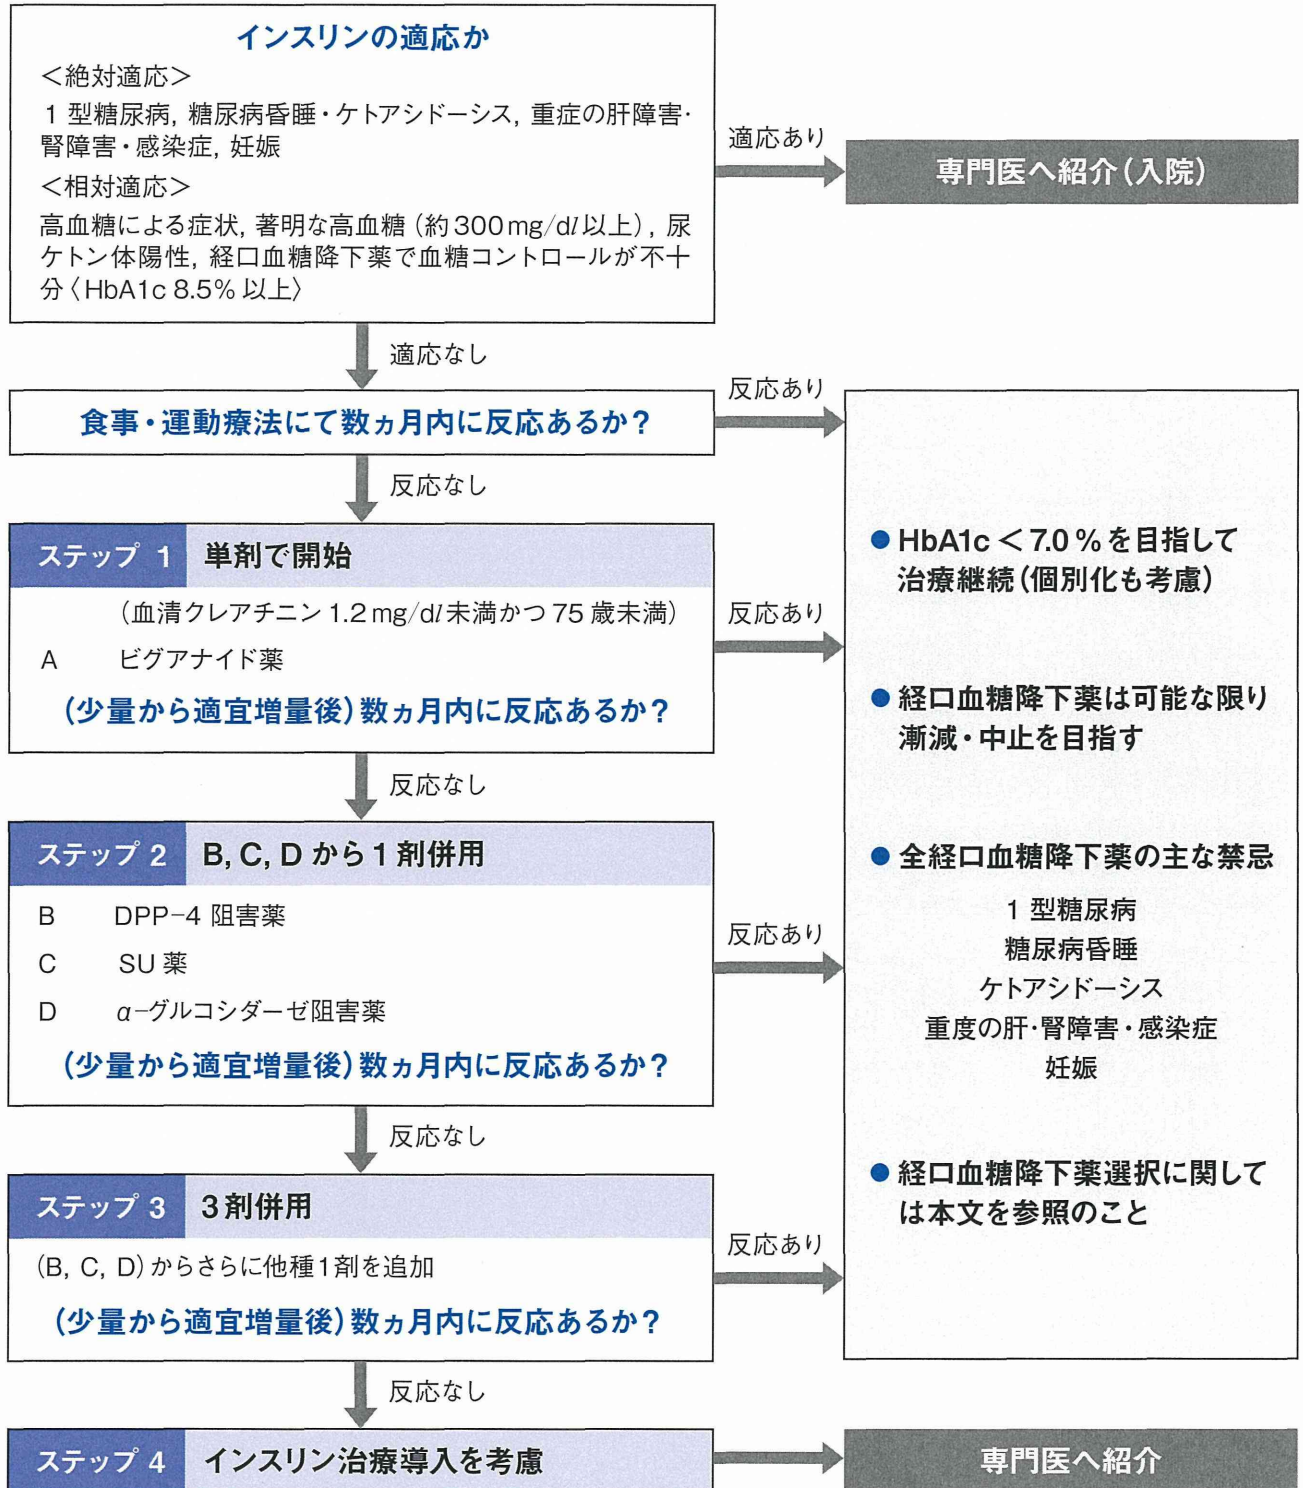 インスリンの適応か
＜絶対適応＞
1 型糖尿病, 糖尿病昏睡・ケトアシドーシス, 重症の肝障害・
腎障害・感染症, 妊娠
＜相対適応＞
高血糖による症状, 著明な高血糖 (約300mg/dl以上), 尿
ケトン体陽性, 経口血糖降下薬で血糖コントロールが不十
分〈HbA1c 8.5% 以上〉
適応あり
専門医へ紹介(入院)
適応なし
食事・運動療法にて数ヵ月内に反応あるか?
反応あり
反応なし
ステップ 1 単剤で開始
(血清クレアチニン 1.2mg/dl未満かつ 75 歳未満)
A ビグアナイド薬
(少量から適宜増量後)数ヵ月内に反応あるか?
反応あり
反応なし
ステップ 2 B, C, D から 1 剤併用
B DPP-4 阻害薬
C SU 薬
D α-グルコシダーゼ阻害薬
(少量から適宜増量後)数ヵ月内に反応あるか?
反応あり
反応なし
ステップ 3 3剤併用
(B, C, D)からさらに他種1剤を追加
(少量から適宜増量後)数ヵ月内に反応あるか?
反応あり
反応なし
ステップ 4 インスリン治療導入を考慮
専門医へ紹介
● HbA1c < 7.0 % を目指して
治療継続(個別化も考慮)
● 経口血糖降下薬は可能な限り
漸減・中止を目指す
● 全経口血糖降下薬の主な禁忌
1 型糖尿病
糖尿病昏睡
ケトアシドーシス
重度の肝・腎障害・感染症
妊娠
● 経口血糖降下薬選択に関して
は本文を参照のこと